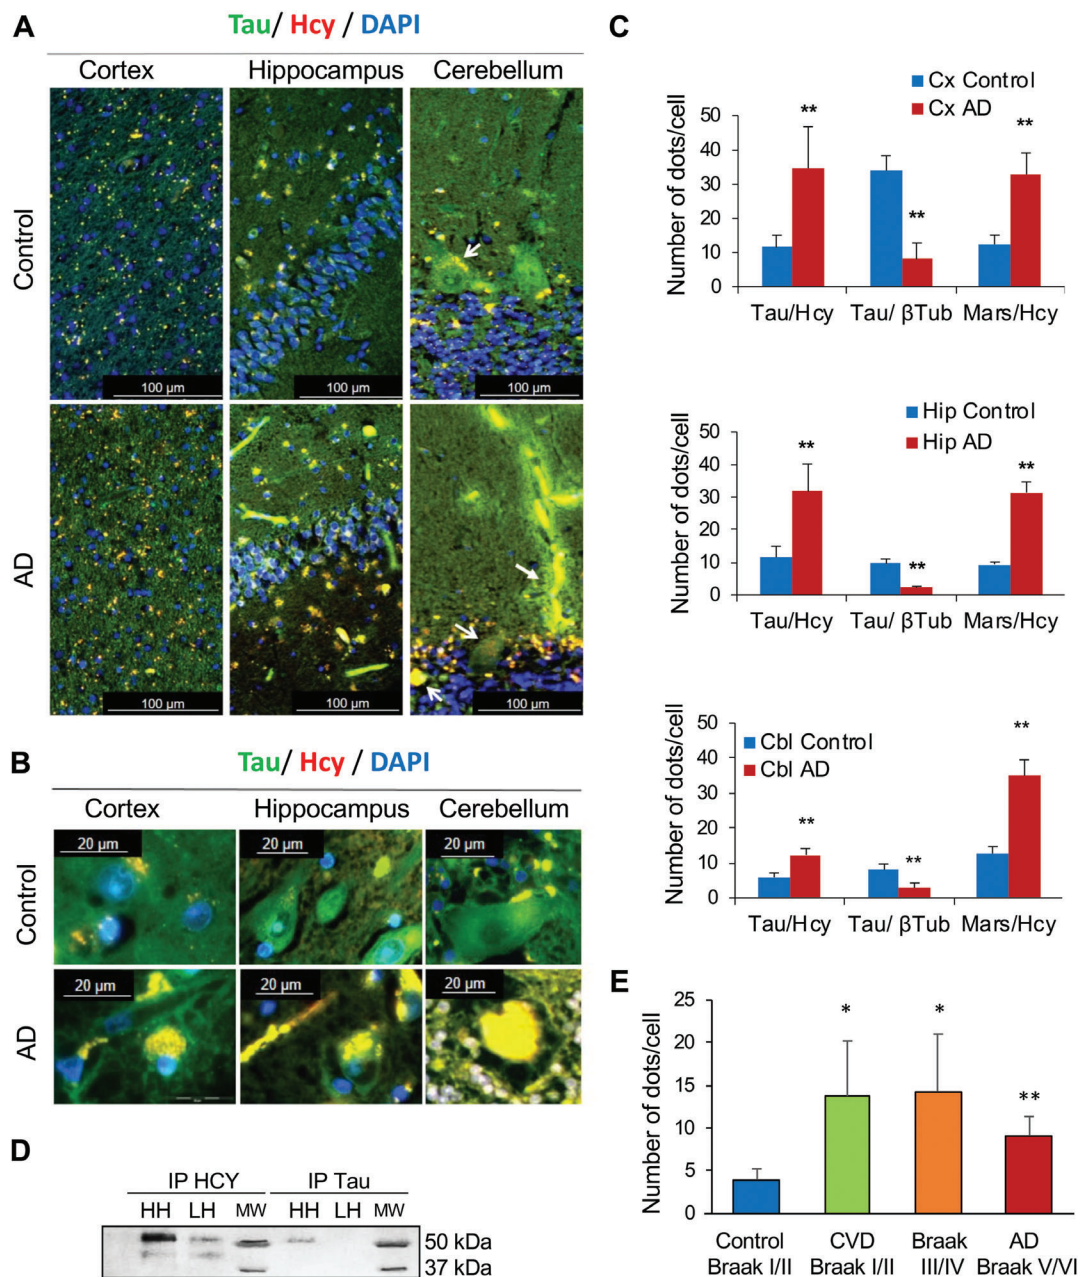 A
Tau/ Hcy / DAPI
Cortex
Hippocampus
Cerebellum
Control
100 µm
100 µm
100 µm
AD
100 µm
100 µm
100 µm
B
Tau/ Hcy / DAPI
Cortex
Hippocampus
Cerebellum
Control
20 µm
20 µm
20 µm
AD
20 µm
20 µm
20 µm
D
IP HCY
IP Tau
HH LH MW HH LH MW
50 kDa
37 kDa
C
Cx Control
Cx AD
Number of dots/cell
50
40
30
20
10
0
**
**
**
Tau/Hcy Tau/ βTub Mars/Hcy
Hip Control
Hip AD
Number of dots/cell
50
40
30
20
10
0
**
**
**
Tau/Hcy Tau/ βTub Mars/Hcy
Cbl Control
Cbl AD
Number of dots/cell
50
40
30
20
10
0
**
**
**
Tau/Hcy Tau/ βTub Mars/Hcy
E
Number of dots/cell
25
20
15
10
5
0
*
*
**
Control CVD Braak AD
Braak I/II Braak I/II III/IV Braak V/VI